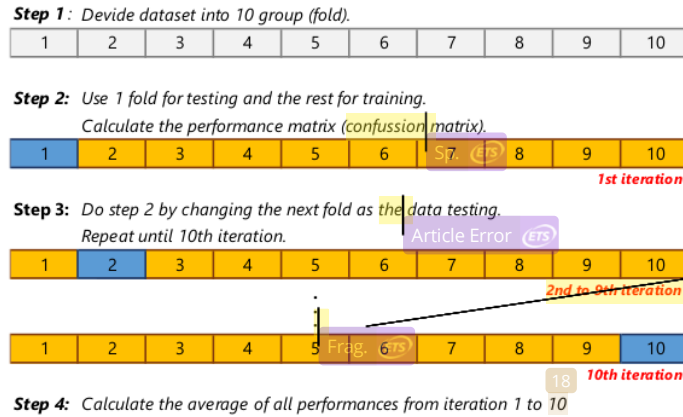 Step 1: Devide dataset into 10 group (fold).
1 2 3 4 5 6 7 8 9 10
Step 2: Use 1 fold for testing and the rest for training.
Calculate the performance matrix (confussion matrix).
1 2 3 4 5 6 7 8 9 10
Sp. ETS
1st iteration
Step 3: Do step 2 by changing the next fold as the data testing.
Repeat until 10th iteration.
Article Error ETS
1 2 3 4 5 6 7 8 9 10
2nd to 9th iteration
1 2 3 4 5 6 7 8 9 10
Frag. ETS
18
10th iteration
Step 4: Calculate the average of all performances from iteration 1 to 10